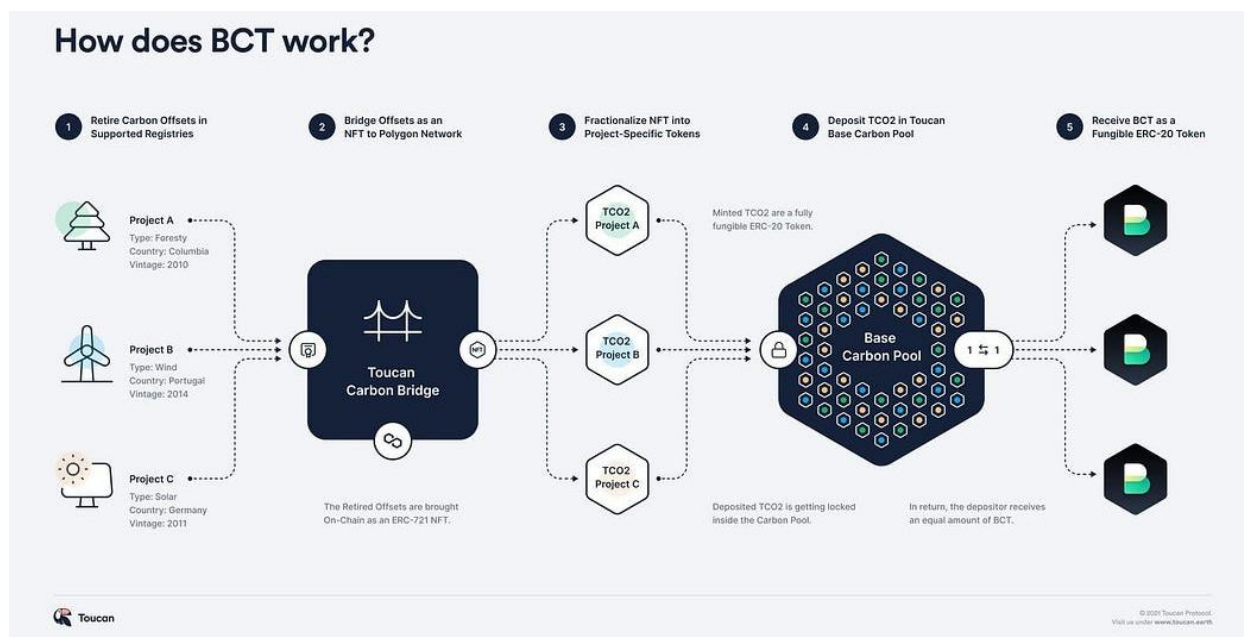 How does BCT work?
1
Retire Carbon Offsets in
Supported Registries
2
Bridge Offsets as an
NFT to Polygon Network
3
Fractionalize NFT into
Project-Specific Tokens
4
Deposit TCO2 in Toucan
Base Carbon Pool
5
Receive BCT as a
Fungible ERC-20 Token
Project A
Type: Foresty
Country: Columbia
Vintage: 2010
Project B
Type: Wind
Country: Portugal
Vintage: 2014
Project C
Type: Solar
Country: Germany
Vintage: 2011
Toucan
Carbon Bridge
NFT
The Retired Offsets are brought
On-Chain as an ERC-721 NFT.
TCO2
Project A
TCO2
Project B
TCO2
Project C
Minted TCO2 are a fully
fungible ERC-20 Token.
Base
Carbon Pool
1 1
Deposited TCO2 is getting locked
inside the Carbon Pool.
In return, the depositor receives
an equal amount of BCT.
B
B
B
Toucan
© 2021 Toucan Protocol.
Visit us under www.toucan.earth